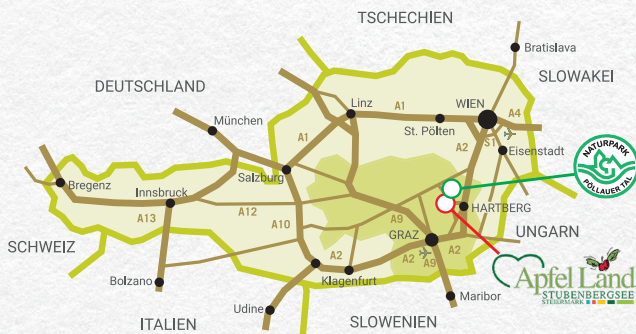 TSCHECHIEN
Bratislava
SLOWAKEI
DEUTSCHLAND
Linz
A1
WIEN
A4
München
St. Pölten
S1
A1
A2
Eisenstadt
NATURPARK
PÖLLAUER TAL
Salzburg
Bregenz
Innsbruck
A12
A10
A9
HARTBERG
A13
GRAZ
UNGARN
SCHWEIZ
A2
A2
A9
A2
Klagenfurt
Apfel Land
STUBENBERGSEE
STEIERMARK
Bolzano
Maribor
Udine
ITALIEN
SLOWENIEN